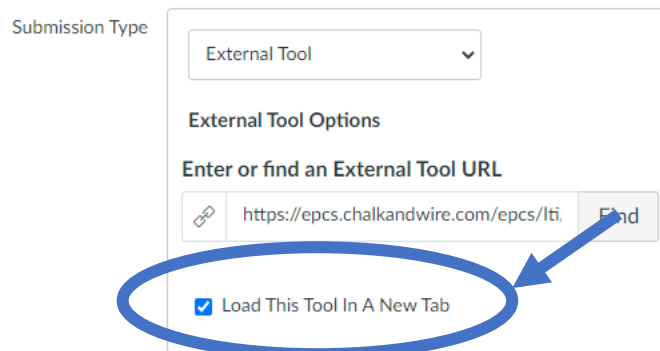 Submission Type
External Tool
External Tool Options
Enter or find an External Tool URL
https://epcs.chalkandwire.com/epcs/lti, Find
Load This Tool In A New Tab